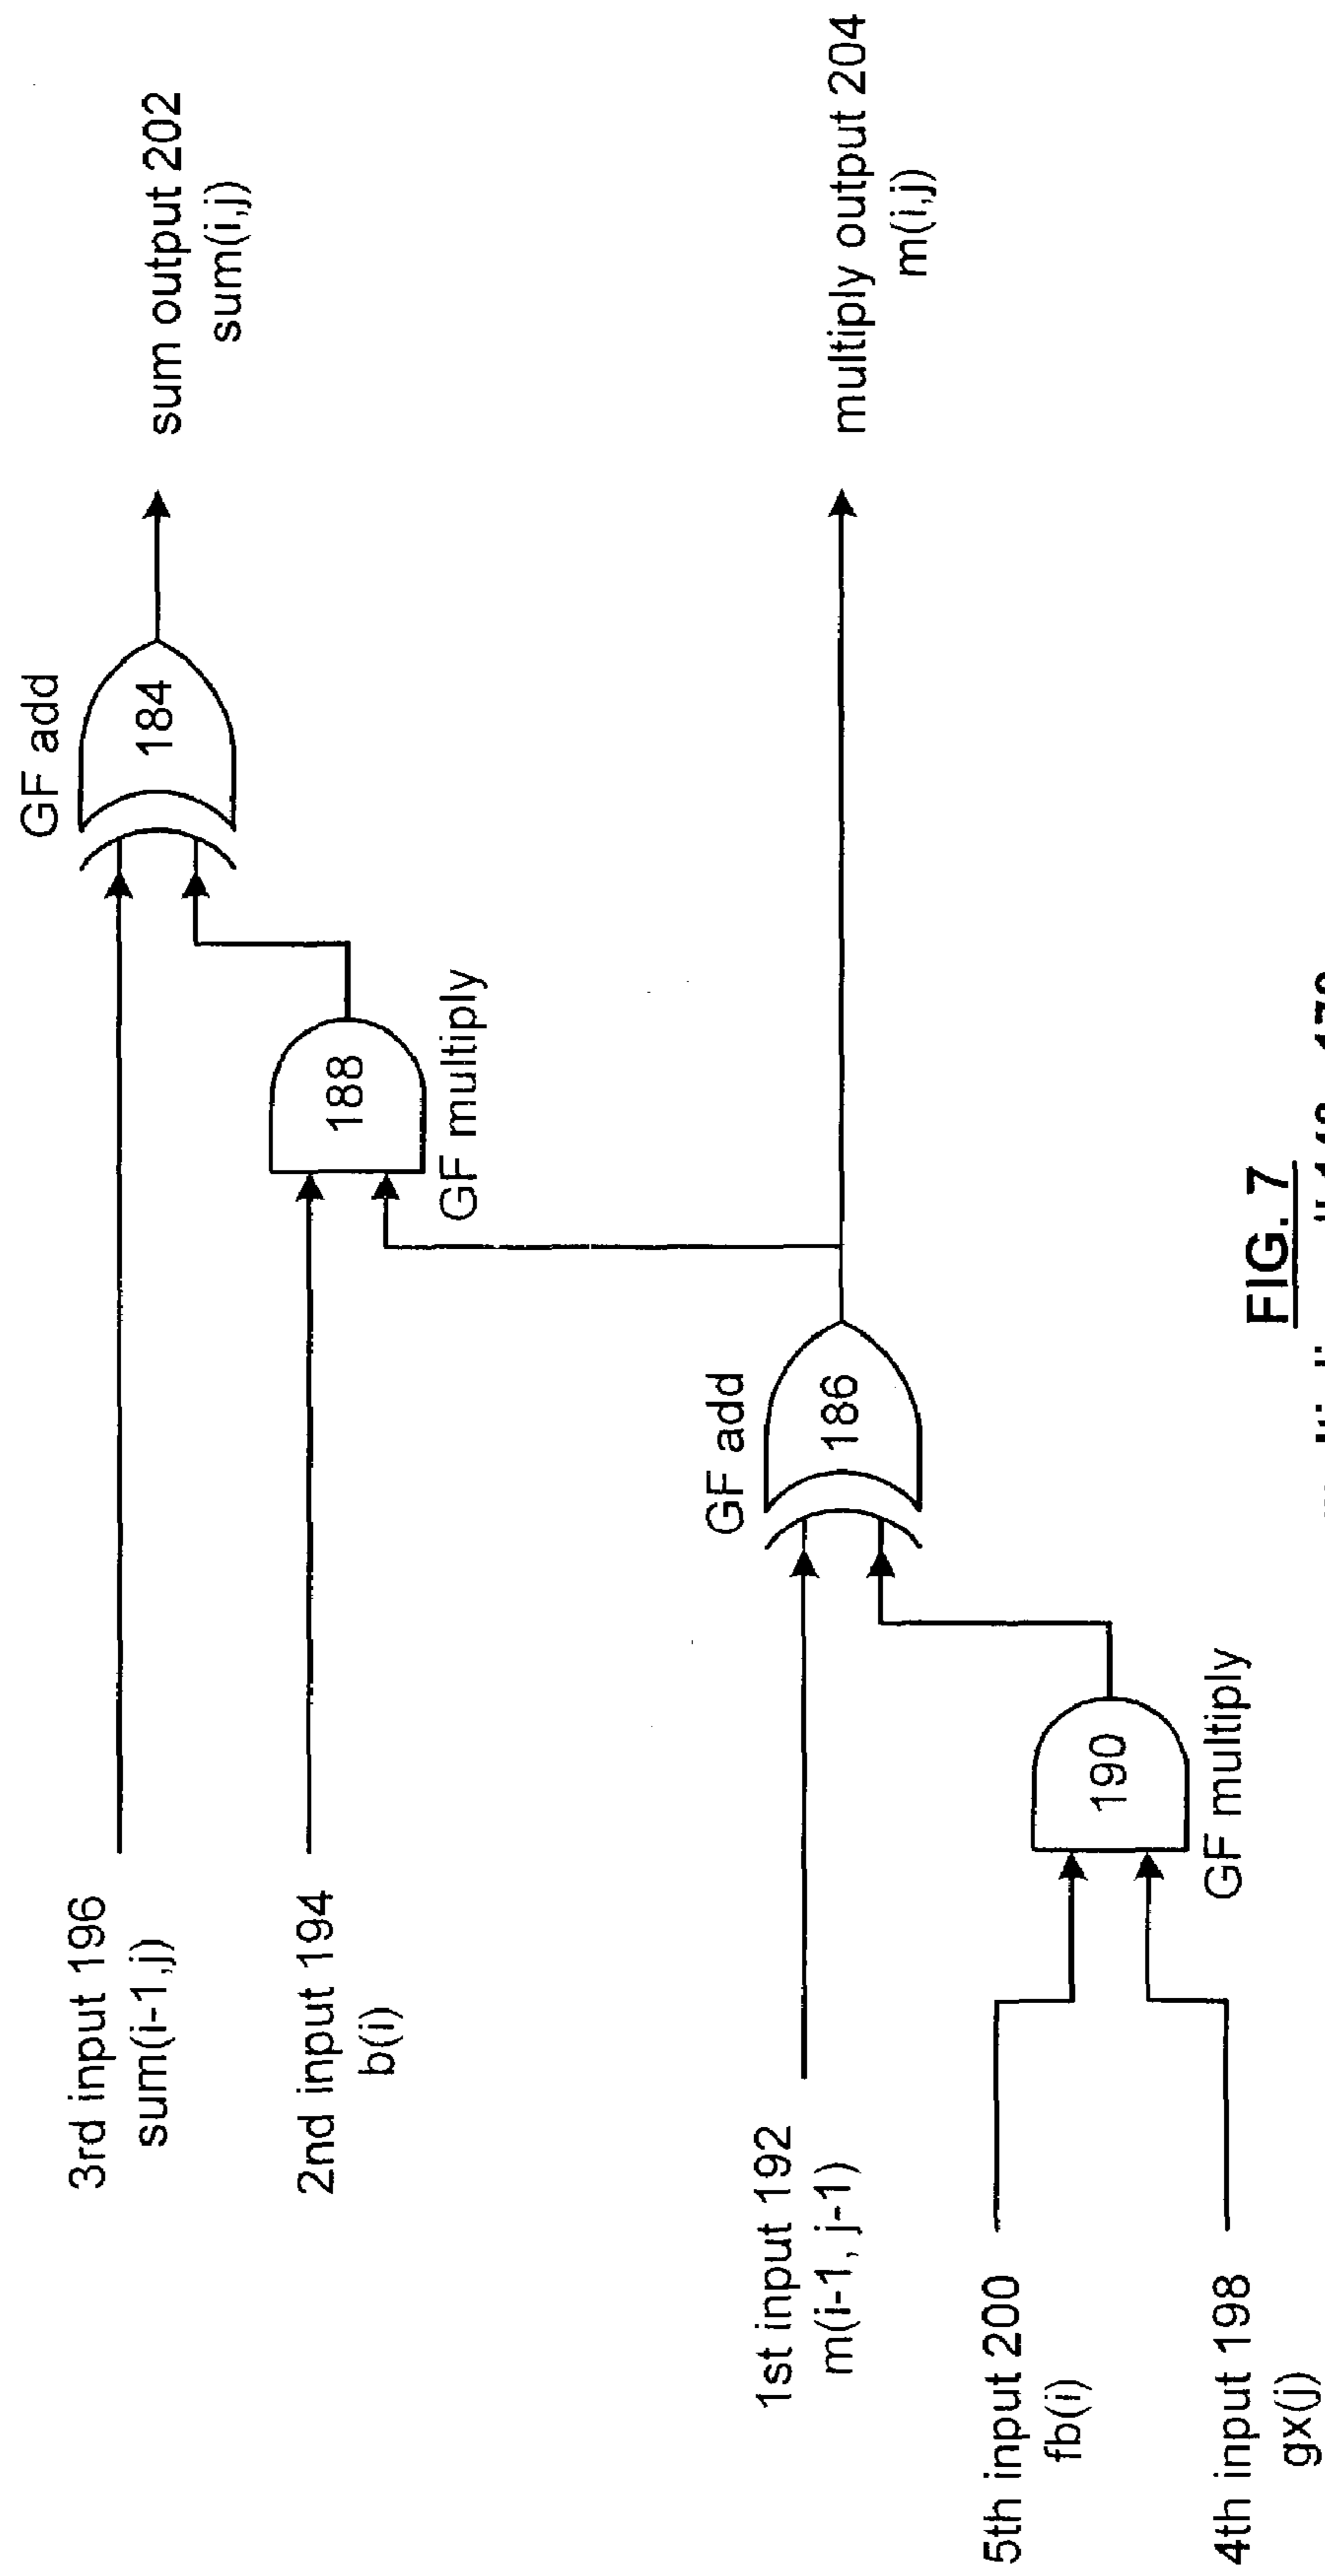 GF add
184
sum output 202
sum(i,j)
3rd input 196
sum(i-1,j)
2nd input 194
b(i)
188
GF multiply
GF add
186
multiply output 204
m(i,j)
1st input 192
m(i-1, j-1)
190
GF multiply
5th input 200
fb(i)
4th input 198
gx(j)
FIG. 7